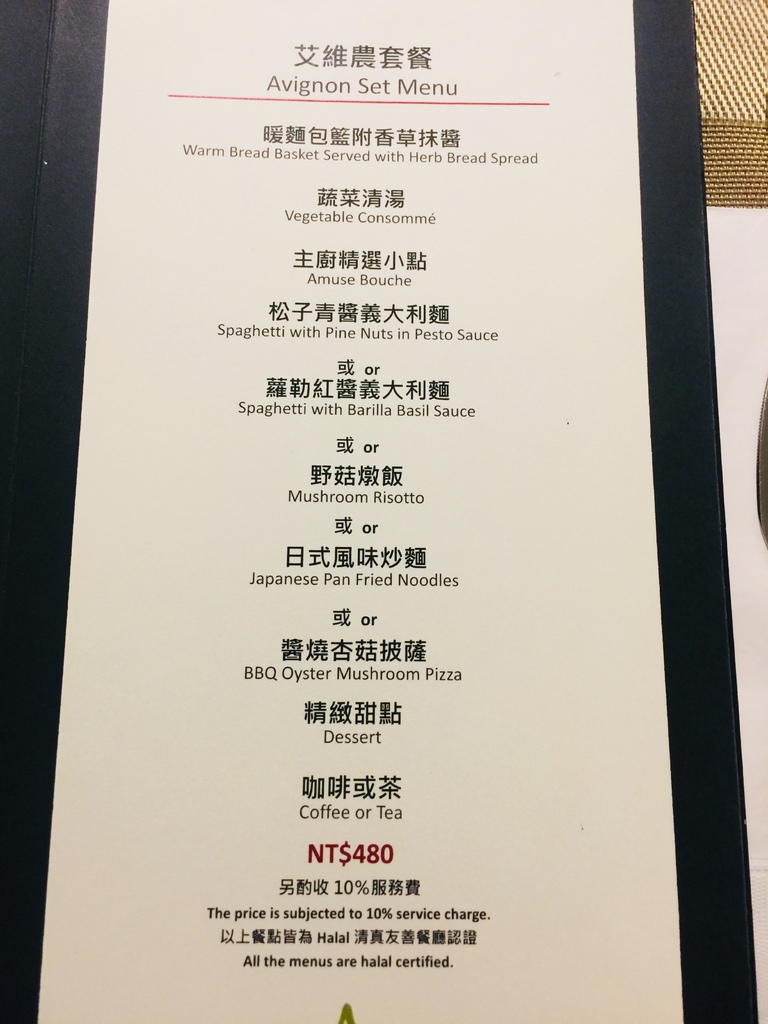 艾維農套餐
Avignon Set Menu
暖麵包籃附香草抹醬
Warm Bread Basket Served with Herb Bread Spread
蔬菜清湯
Vegetable Consommé
主廚精選小點
Amuse Bouche
松子青醬義大利麵
Spaghetti with Pine Nuts in Pesto Sauce
或 or
蘿勒紅醬義大利麵
Spaghetti with Barilla Basil Sauce
或 or
野菇燉飯
Mushroom Risotto
或 or
日式風味炒麵
Japanese Pan Fried Noodles
或 or
醬燒杏菇披薩
BBQ Oyster Mushroom Pizza
精緻甜點
Dessert
咖啡或茶
Coffee or Tea
NT$480
另酌收 10%服務費
The price is subjected to 10% service charge.
以上餐點皆為 Halal 清真友善餐廳認證
All the menus are halal certified.